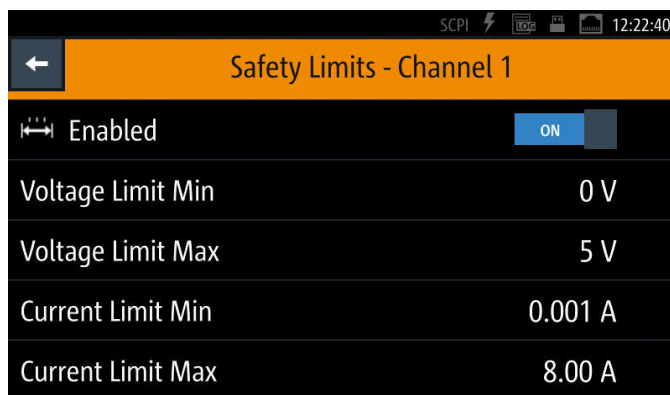 SCPI LOG 12:22:40
Safety Limits - Channel 1
Enabled ON
Voltage Limit Min 0 V
Voltage Limit Max 5 V
Current Limit Min 0.001 A
Current Limit Max 8.00 A